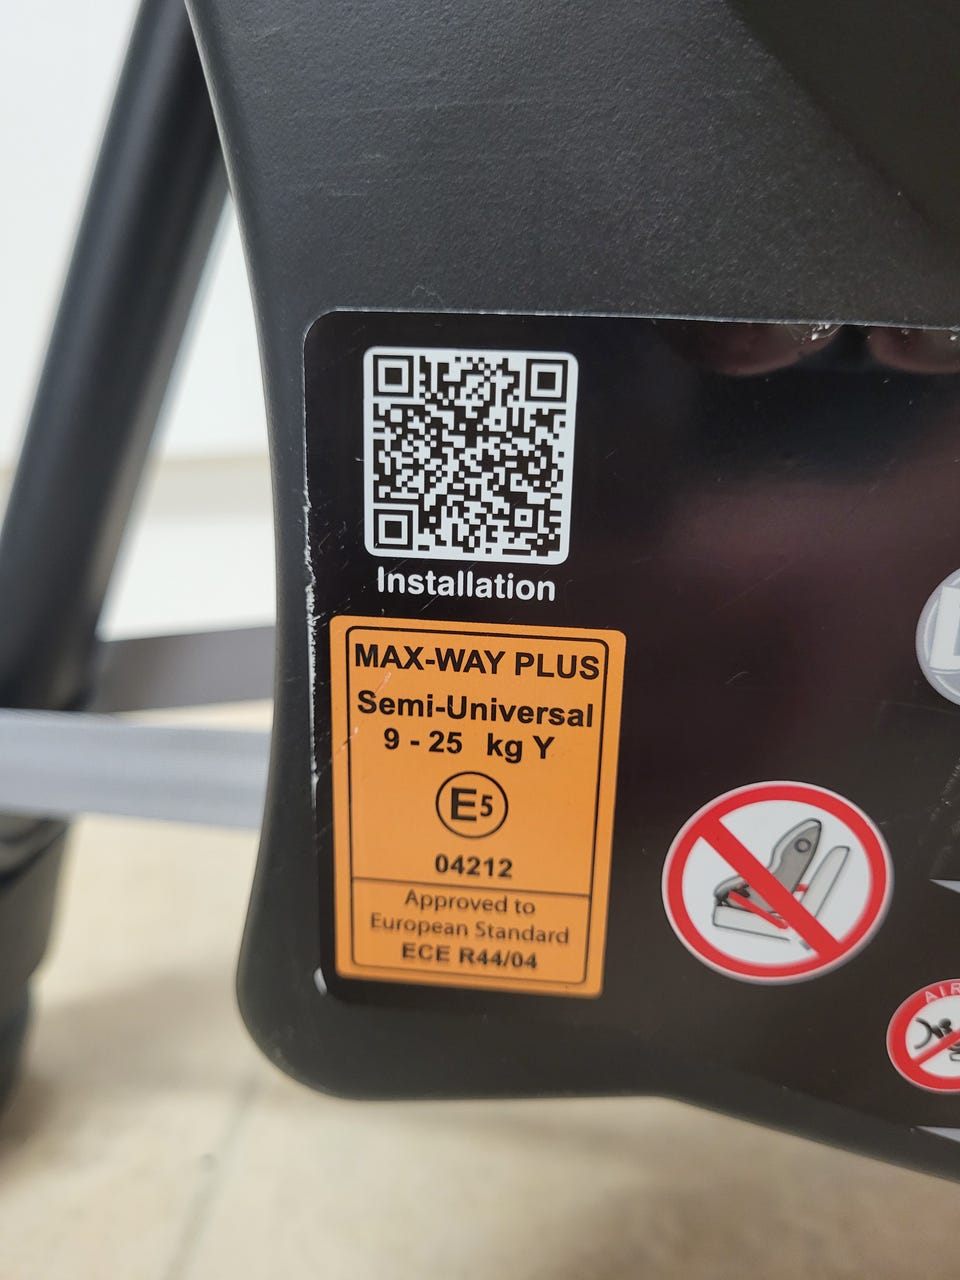 Installation
MAX-WAY PLUS
Semi-Universal
9 - 25 kg Y
E5
04212
Approved to
European Standard
ECE R44/04